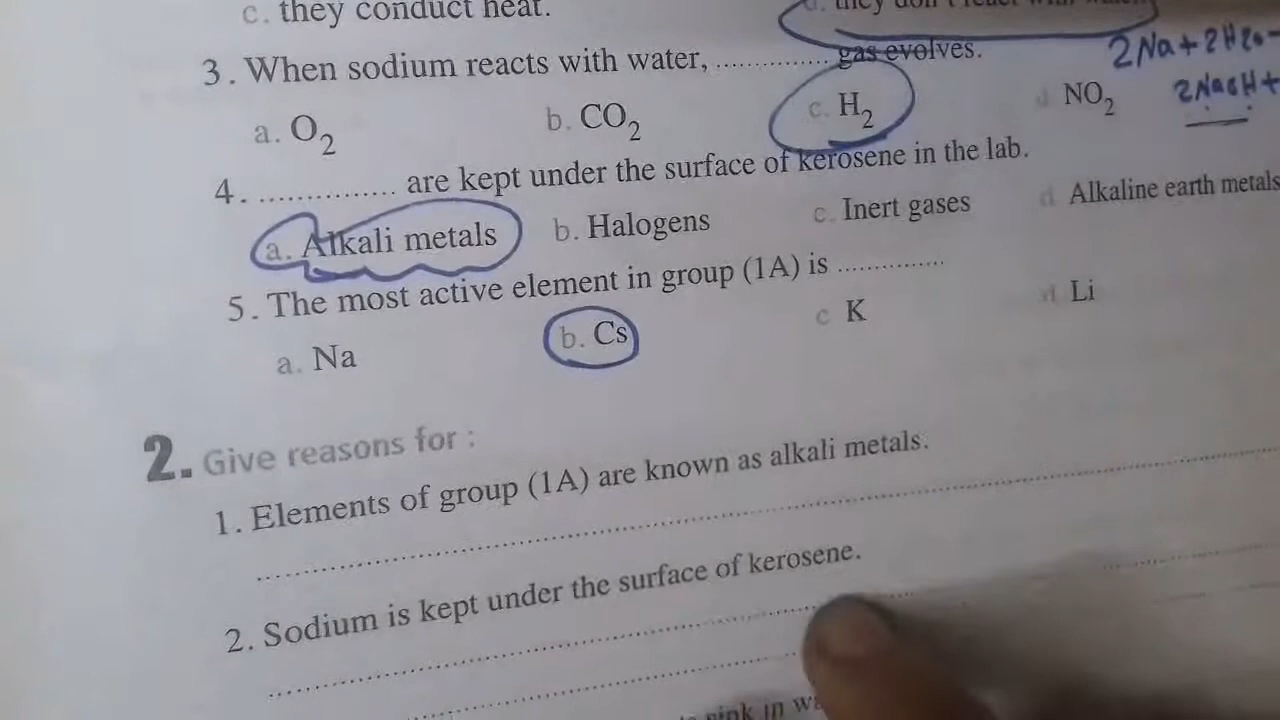 c. they conduct heat.
3. When sodium reacts with water, .............. gas evolves.
2Na + 2H2O
a. O2 b. CO2 c. H2 d. NO2
2NaOH +
4. .............. are kept under the surface of kerosene in the lab.
a. Alkali metals b. Halogens c. Inert gases d Alkaline earth metals
5. The most active element in group (1A) is ..............
a. Na b. Cs c K d Li
2. Give reasons for :
1. Elements of group (1A) are known as alkali metals.
2. Sodium is kept under the surface of kerosene.
pink in